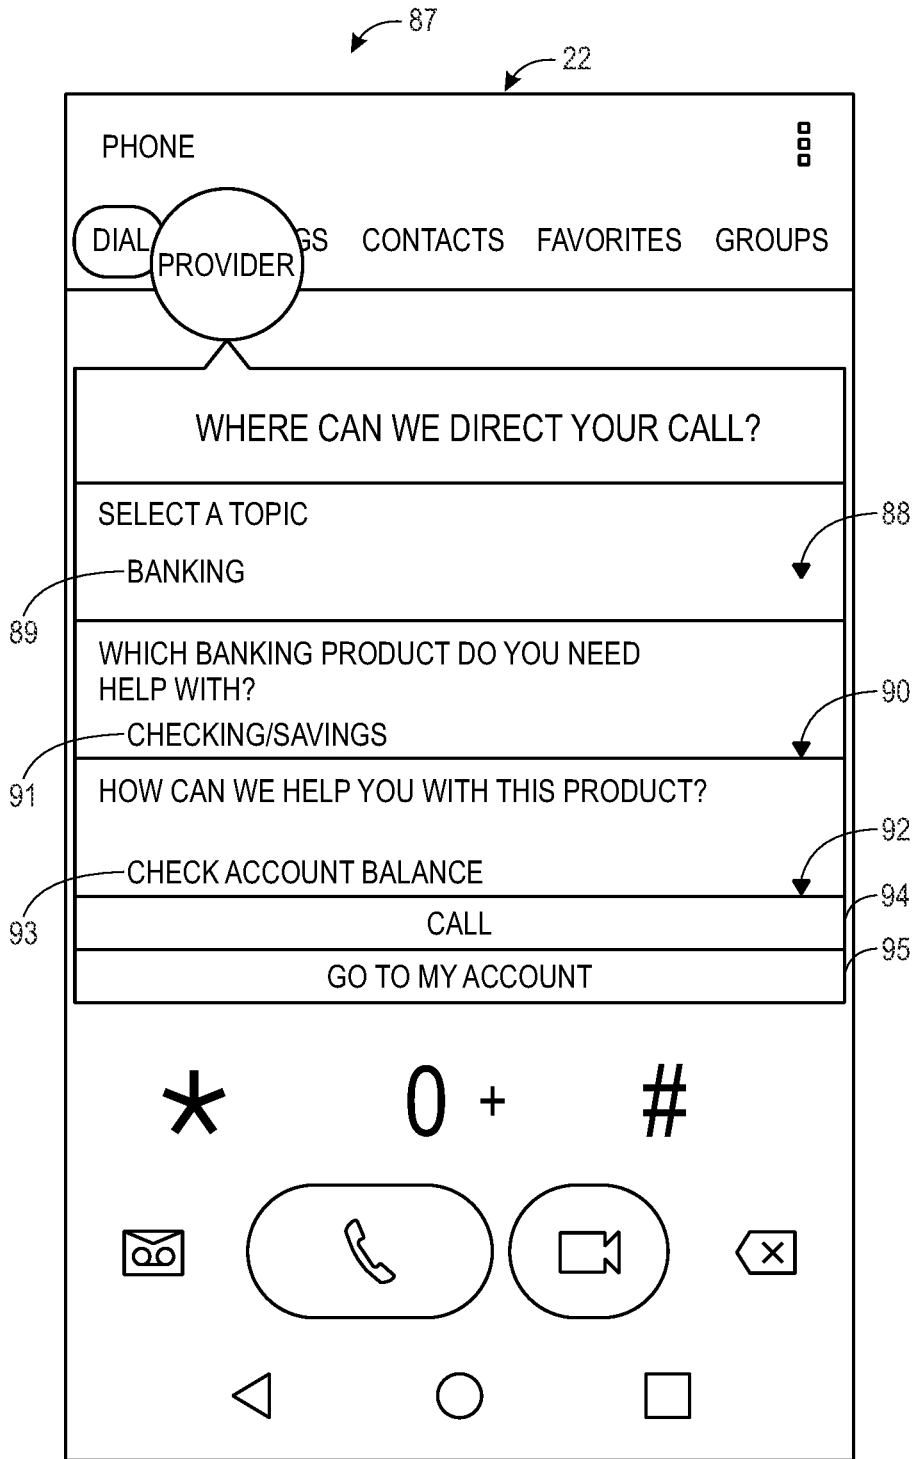 87
22
PHONE
DIAL GS CONTACTS FAVORITES GROUPS
PROVIDER
WHERE CAN WE DIRECT YOUR CALL?
SELECT A TOPIC
88
BANKING
89
WHICH BANKING PRODUCT DO YOU NEED
HELP WITH?
90
CHECKING/SAVINGS
91
HOW CAN WE HELP YOU WITH THIS PRODUCT?
92
CHECK ACCOUNT BALANCE
93
94
CALL
95
GO TO MY ACCOUNT
* 0 + #